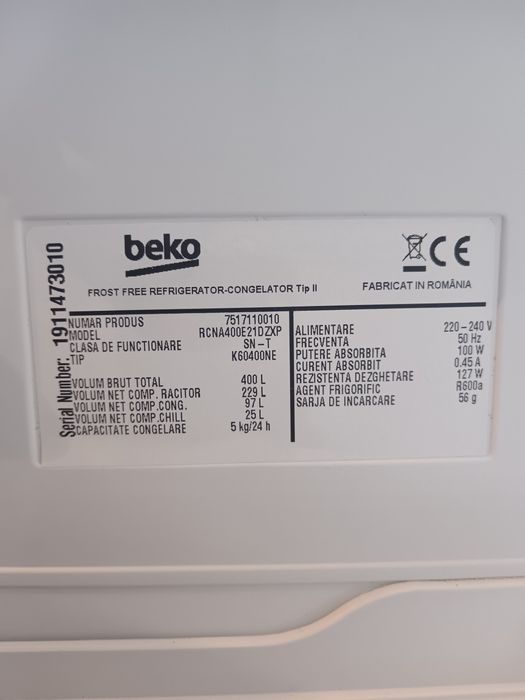 beko
CE
FROST FREE REFRIGERATOR-CONGELATOR Tip II
FABRICAT IN ROMÂNIA
Serial Number: 1911473010
NUMAR PRODUS 7517110010
MODEL RCNA400E21DZXP
CLASA DE FUNCTIONARE SN-T
TIP K60400NE
VOLUM BRUT TOTAL 400 L
VOLUM NET COMP. RACITOR 229 L
VOLUM NET COMP.CONG. 97 L
VOLUM NET COMP.CHILL 25 L
CAPACITATE CONGELARE 5 kg/24 h
ALIMENTARE 220-240 V
FRECVENTA 50 Hz
PUTERE ABSORBITA 100 W
CURENT ABSORBIT 0.45 A
REZISTENTA DEZGHETARE 127 W
AGENT FRIGORIFIC R600a
SARJA DE INCARCARE 56 g